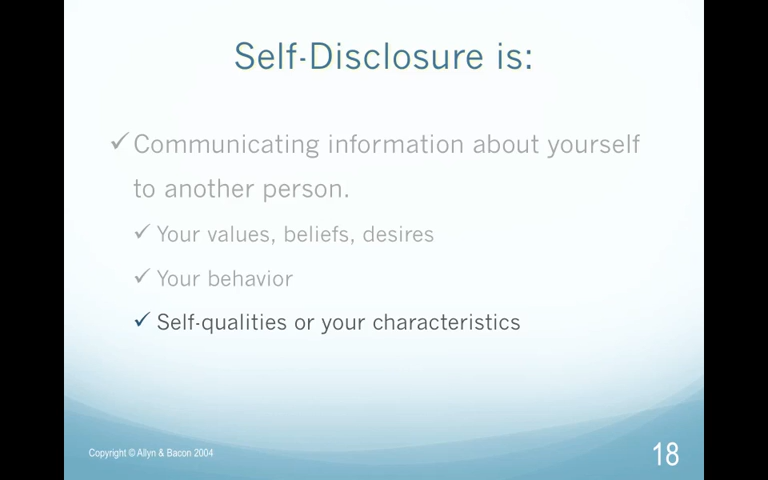 Self-Disclosure is:
✓Communicating information about yourself
to another person.
✓ Your values, beliefs, desires
✓ Your behavior
✓ Self-qualities or your characteristics
Copyright © Allyn & Bacon 2004
18